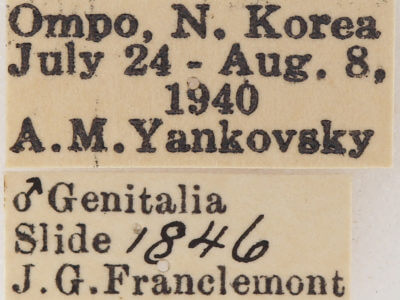 Ompo, N. Korea
July 24 - Aug. 8,
1940
A.M.Yankovsky
♂ Genitalia
Slide 1846
J.G.Franclemont